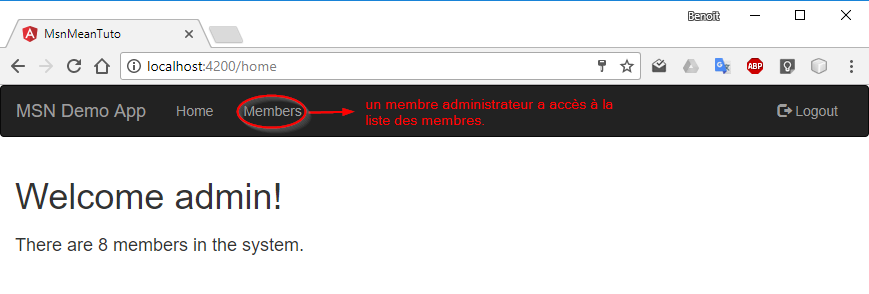 Benoit
MsnMeanTuto
localhost:4200/home
ABP
MSN Demo App Home Members un membre administrateur a accès à la
liste des membres. Logout
Welcome admin!
There are 8 members in the system.